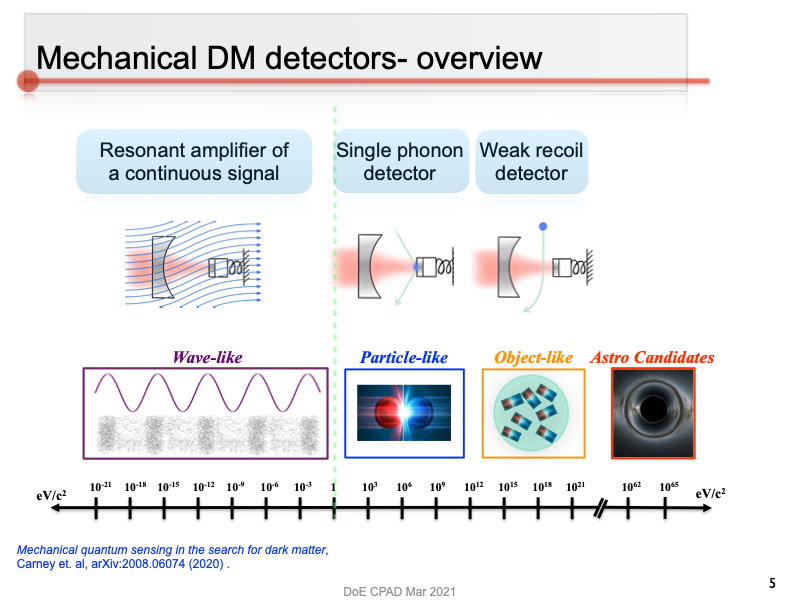 Mechanical DM detectors- overview
Resonant amplifier of
a continuous signal
Single phonon
detector
Weak recoil
detector
Wave-like
Particle-like
Object-like
Astro Candidates
eV/c²
10⁻²¹ 10⁻¹⁸ 10⁻¹⁵ 10⁻¹² 10⁻⁹ 10⁻⁶ 10⁻³ 1 10³ 10⁶ 10⁹ 10¹² 10¹⁵ 10¹⁸ 10²¹ 10⁶² 10⁶⁵
eV/c²
Mechanical quantum sensing in the search for dark matter,
Carney et. al, arXiv:2008.06074 (2020) .
DoE CPAD Mar 2021
5